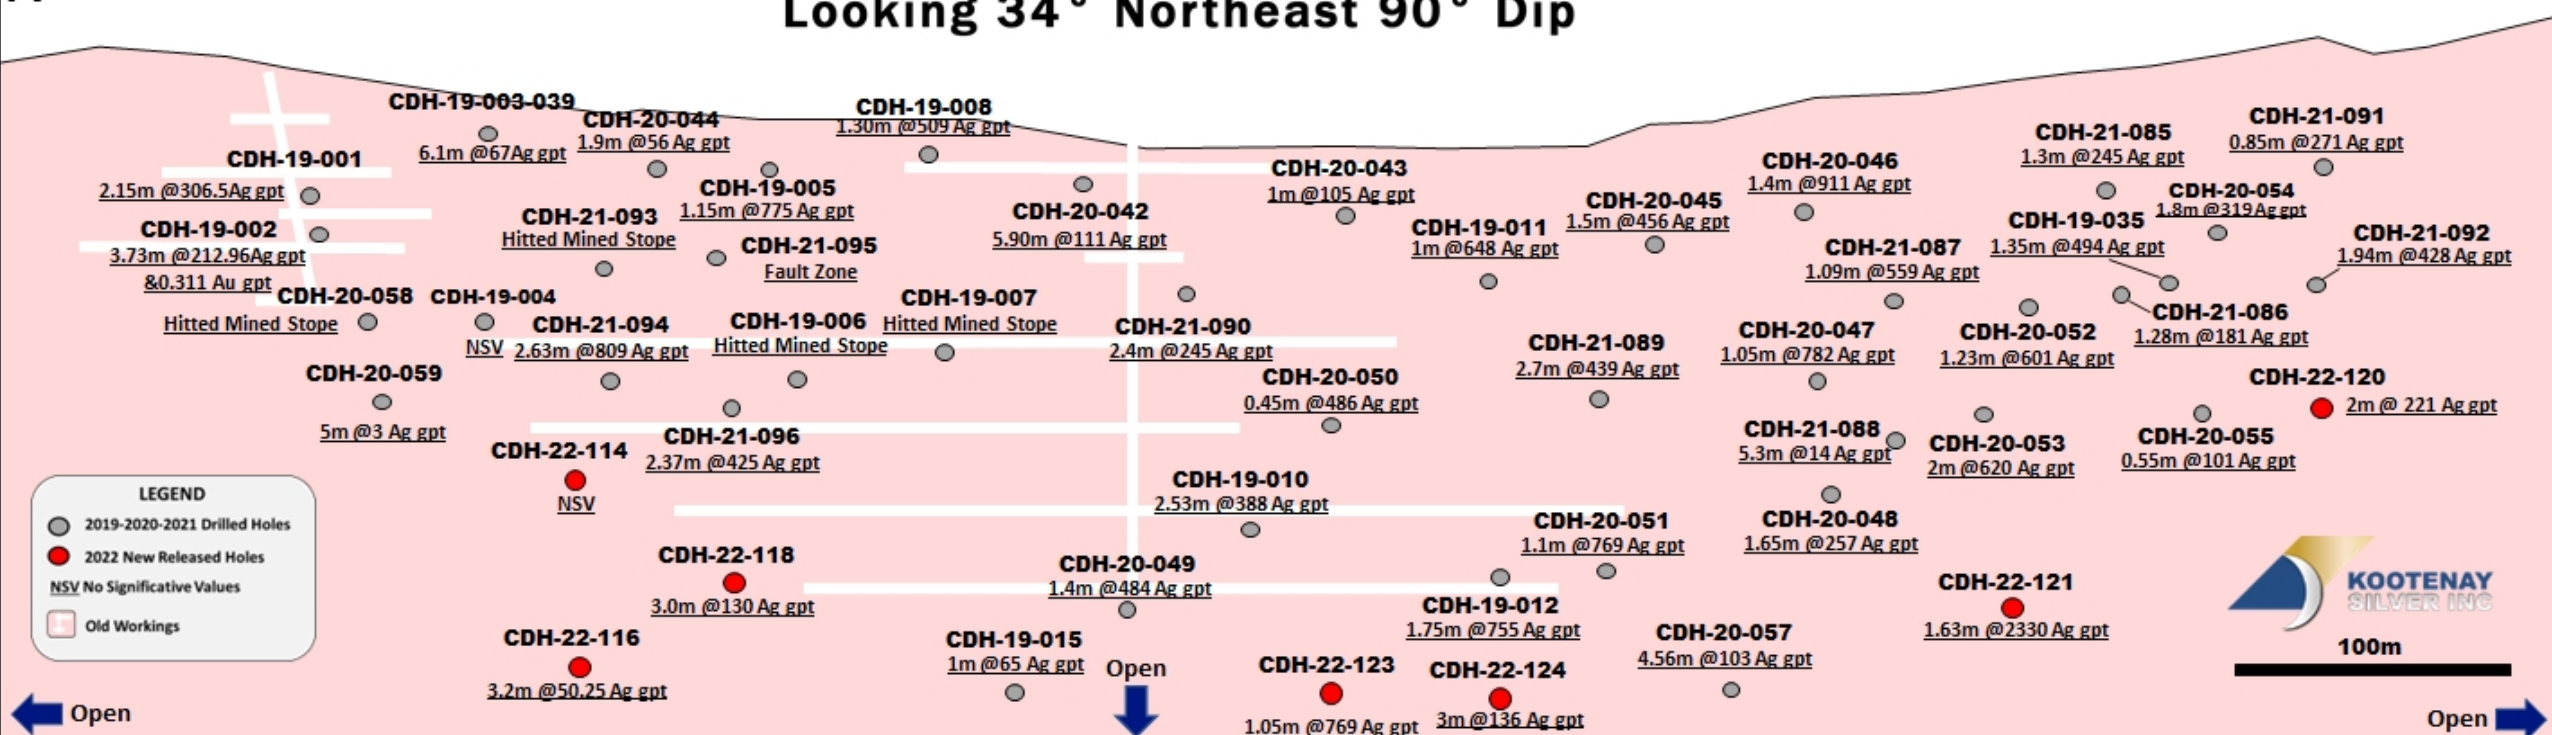 Looking 34° Northeast 90° Dip
CDH-19-003-039
6.1m @67Ag gpt
CDH-20-044
1.9m @56 Ag gpt
CDH-19-008
1.30m @509 Ag gpt
CDH-19-001
2.15m @306.5Ag gpt
CDH-19-002
3.73m @212.96Ag gpt
&0.311 Au gpt
CDH-19-005
1.15m @775 Ag gpt
CDH-21-093
Hitted Mined Stope
CDH-21-095
Fault Zone
CDH-20-042
5.90m @111 Ag gpt
CDH-20-043
1m @105 Ag gpt
CDH-19-011
1m @648 Ag gpt
CDH-20-045
1.5m @456 Ag gpt
CDH-20-046
1.4m @911 Ag gpt
CDH-21-085
1.3m @245 Ag gpt
CDH-21-091
0.85m @271 Ag gpt
CDH-20-054
1.8m @319 Ag gpt
CDH-19-035
1.35m @494 Ag gpt
CDH-21-092
1.94m @428 Ag gpt
CDH-21-087
1.09m @559 Ag gpt
CDH-20-058
Hitted Mined Stope
CDH-19-004
NSV
CDH-21-094
2.63m @809 Ag gpt
CDH-19-006
Hitted Mined Stope
CDH-19-007
Hitted Mined Stope
CDH-21-090
2.4m @245 Ag gpt
CDH-21-089
2.7m @439 Ag gpt
CDH-20-047
1.05m @782 Ag gpt
CDH-20-052
1.23m @601 Ag gpt
CDH-21-086
1.28m @181 Ag gpt
CDH-20-059
5m @3 Ag gpt
CDH-20-050
0.45m @486 Ag gpt
CDH-22-120
2m @ 221 Ag gpt
CDH-22-114
NSV
CDH-21-096
2.37m @425 Ag gpt
CDH-21-088
5.3m @14 Ag gpt
CDH-20-053
2m @620 Ag gpt
CDH-20-055
0.55m @101 Ag gpt
CDH-19-010
2.53m @388 Ag gpt
CDH-20-051
1.1m @769 Ag gpt
CDH-20-048
1.65m @257 Ag gpt
LEGEND
2019-2020-2021 Drilled Holes
2022 New Released Holes
NSV No Significative Values
Old Workings
CDH-22-118
3.0m @130 Ag gpt
CDH-20-049
1.4m @484 Ag gpt
CDH-19-012
1.75m @755 Ag gpt
CDH-22-121
1.63m @2330 Ag gpt
KOOTENAY
SILVER INC
100m
CDH-22-116
3.2m @50.25 Ag gpt
CDH-19-015
1m @65 Ag gpt
Open
CDH-22-123
1.05m @769 Ag gpt
CDH-22-124
3m @136 Ag gpt
CDH-20-057
4.56m @103 Ag gpt
Open
Open